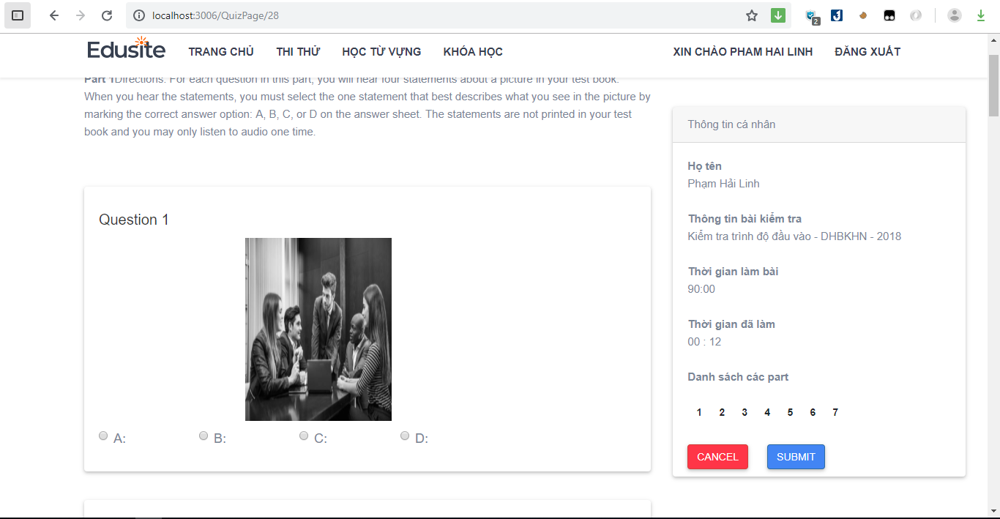 localhost:3006/QuizPage/28
2
Edusite
TRANG CHỦ
THI THỬ
HỌC TỪ VỰNG
KHÓA HỌC
XIN CHÀO PHAM HAI LINH
ĐĂNG XUẤT
Part 1Directions: For each question in this part, you will hear four statements about a picture in your test book.
When you hear the statements, you must select the one statement that best describes what you see in the picture by
marking the correct answer option: A, B, C, or D on the answer sheet. The statements are not printed in your test
book and you may only listen to audio one time.
Question 1
A:
B:
C:
D:
Thông tin cá nhân
Họ tên
Phạm Hải Linh
Thông tin bài kiểm tra
Kiểm tra trình độ đầu vào - DHBKHN - 2018
Thời gian làm bài
90:00
Thời gian đã làm
00 : 12
Danh sách các part
1 2 3 4 5 6 7
CANCEL
SUBMIT